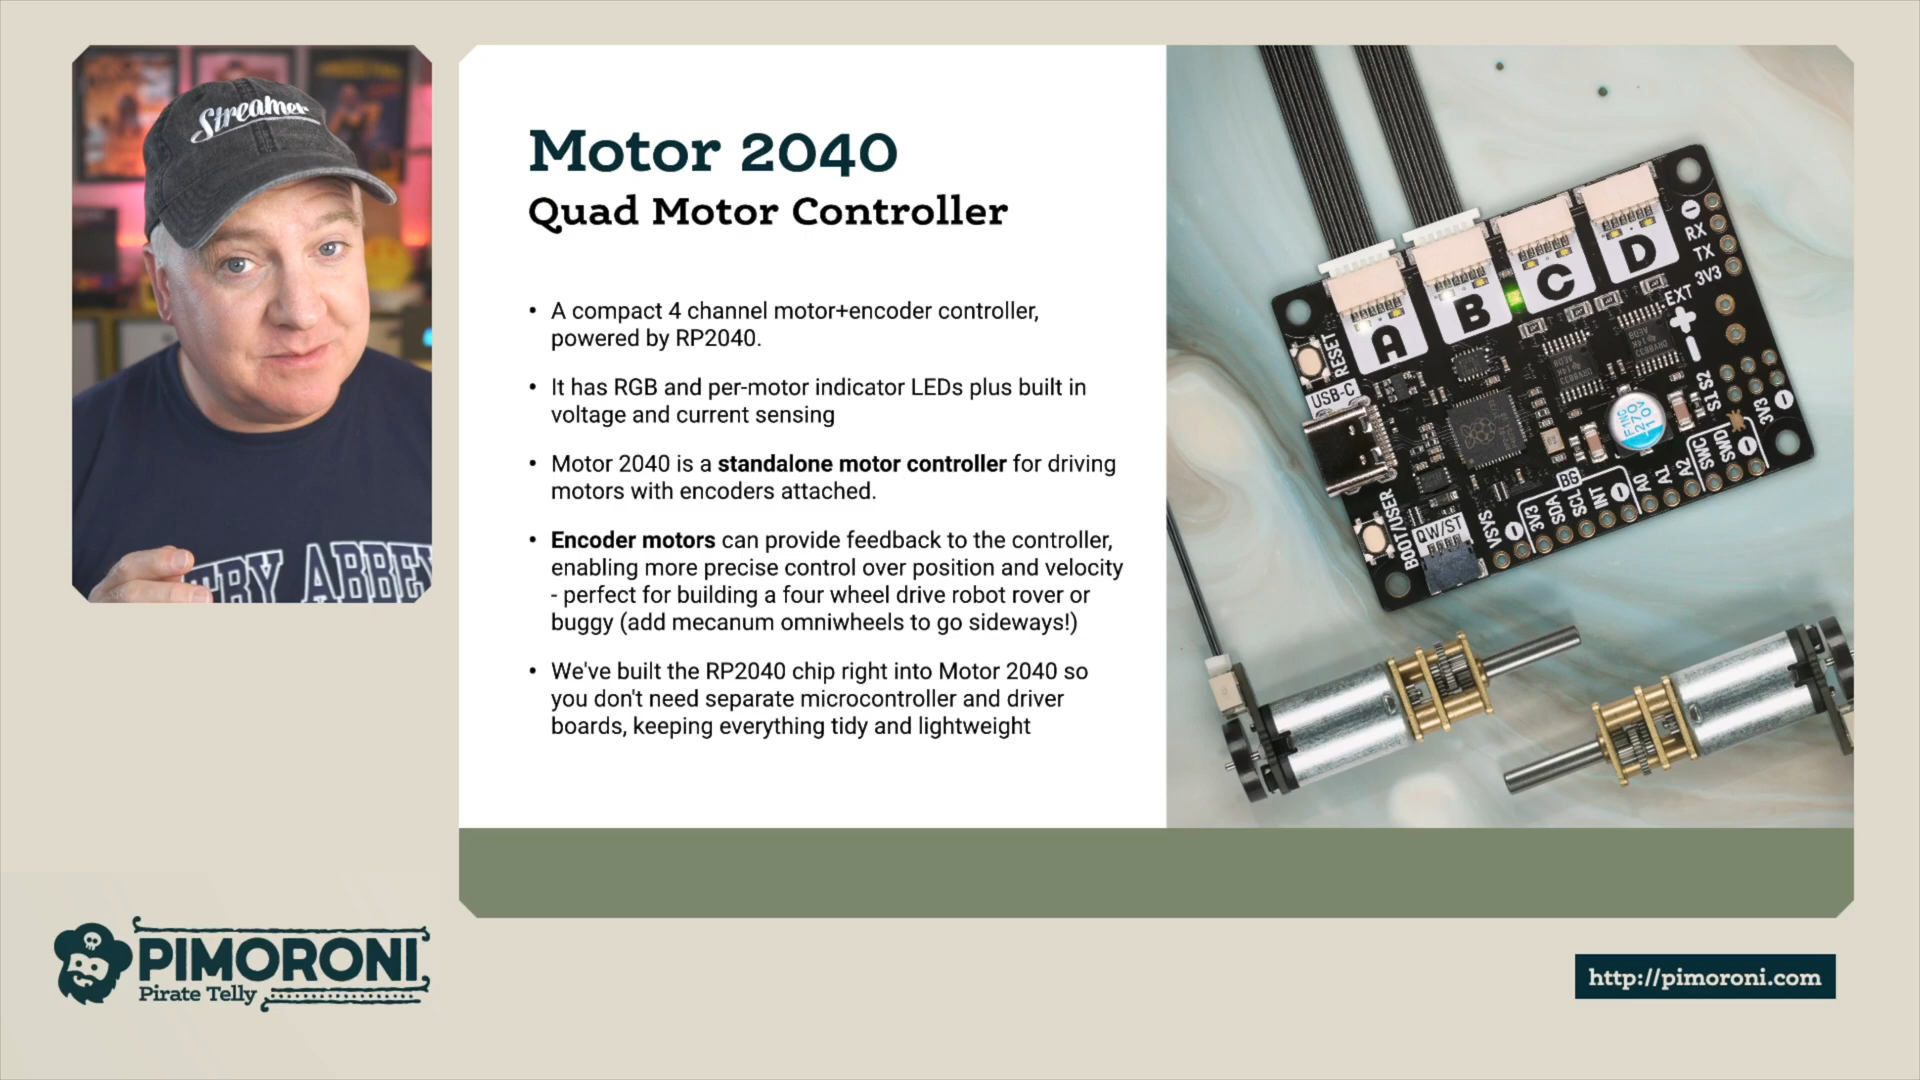 Streamer
TRY ABBEY
Motor 2040
Quad Motor Controller
• A compact 4 channel motor+encoder controller,
powered by RP2040.
• It has RGB and per-motor indicator LEDs plus built in
voltage and current sensing
• Motor 2040 is a standalone motor controller for driving
motors with encoders attached.
• Encoder motors can provide feedback to the controller,
enabling more precise control over position and velocity
- perfect for building a four wheel drive robot rover or
buggy (add mecanum omniwheels to go sideways!)
• We've built the RP2040 chip right into Motor 2040 so
you don't need separate microcontroller and driver
boards, keeping everything tidy and lightweight
A
B
C
D
−
RX
TX
3V3
EXT
+
−
RESET
USB-C
BOOT/USER
QW/ST
STS2
3V3
−
SWD
SWC
−
VSYS
−
3V3
SDA
SCL
INT
−
BG
A0
A1
A2
270
10V
PIMORONI
Pirate Telly
http://pimoroni.com